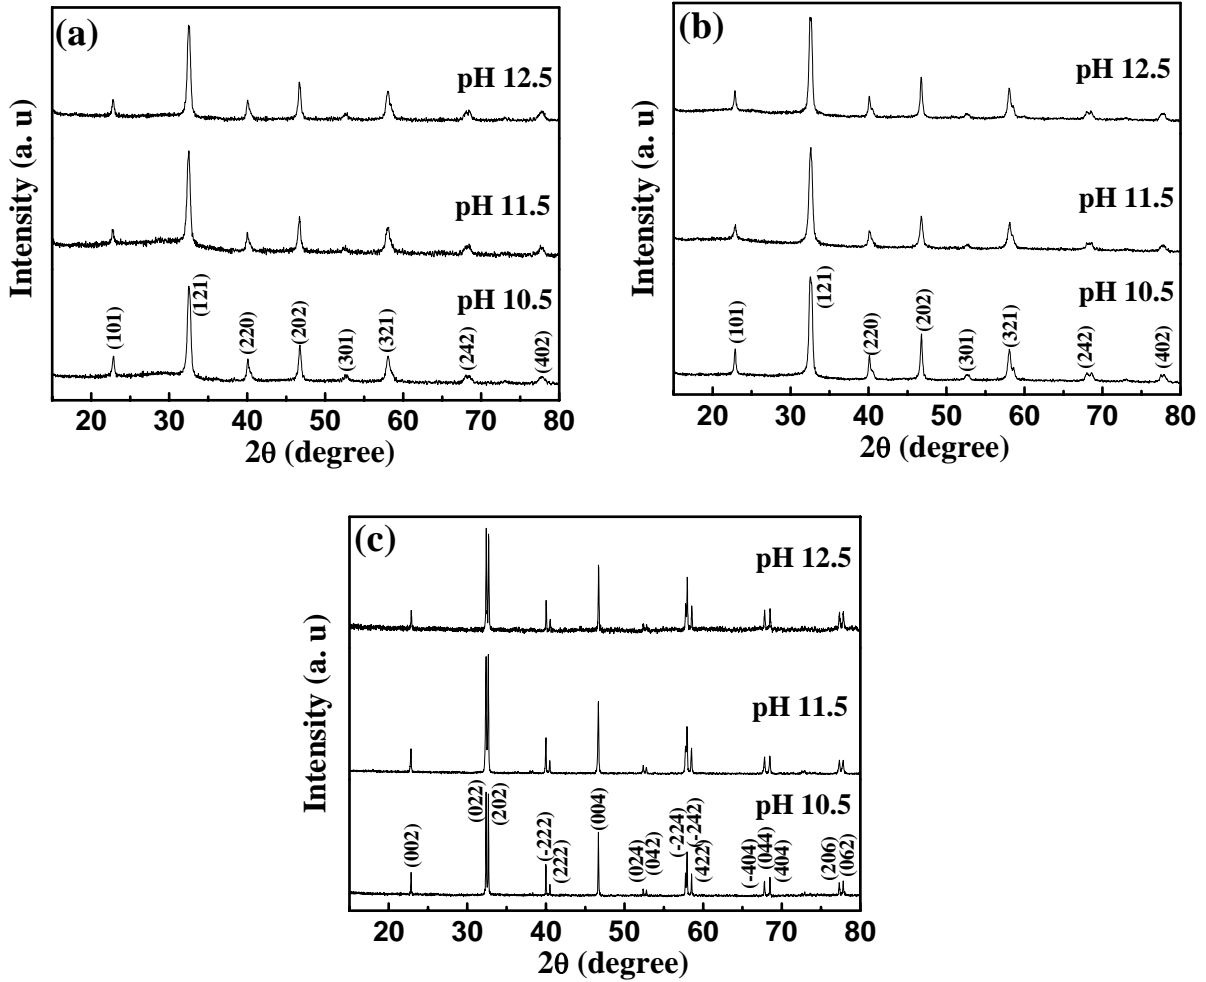 (a)
pH 12.5
pH 11.5
pH 10.5
(101)
(121)
(220)
(202)
(301)
(321)
(242)
(402)
Intensity (a. u)
20 30 40 50 60 70 80
2θ (degree)
(b)
pH 12.5
pH 11.5
pH 10.5
(101)
(121)
(220)
(202)
(301)
(321)
(242)
(402)
Intensity (a. u)
20 30 40 50 60 70 80
2θ (degree)
(c)
pH 12.5
pH 11.5
pH 10.5
(002)
(022)
(202)
(-222)
(222)
(004)
(024)
(042)
(-224)
(-242)
(422)
(-404)
(044)
(404)
(206)
(062)
Intensity (a. u)
20 30 40 50 60 70 80
2θ (degree)